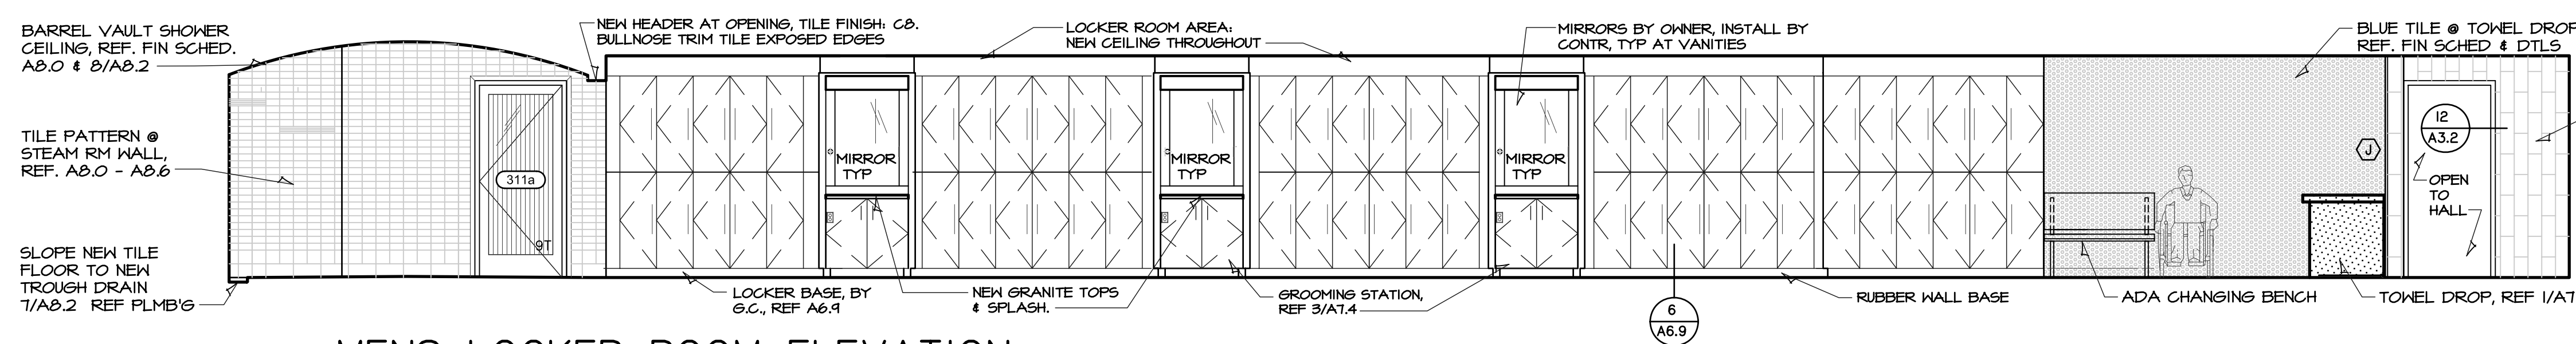 BARREL VAULT SHOWER
CEILING, REF. FIN SCHED.
A8.0 & 8/A8.2
NEW HEADER AT OPENING, TILE FINISH: C8.
BULLNOSE TRIM TILE EXPOSED EDGES
LOCKER ROOM AREA:
NEW CEILING THROUGHOUT
MIRRORS BY OWNER, INSTALL BY
CONTR, TYP AT VANITIES
BLUE TILE @ TOWEL DROP
REF. FIN SCHED & DTLS
TILE PATTERN @
STEAM RM WALL,
REF. A8.0 - A8.6
311a
9T
MIRROR
TYP
MIRROR
TYP
MIRROR
TYP
J
12
A3.2
OPEN
TO
HALL
SLOPE NEW TILE
FLOOR TO NEW
TROUGH DRAIN
7/A8.2 REF PLMB'G
LOCKER BASE, BY
G.C., REF A6.9
NEW GRANITE TOPS
& SPLASH.
GROOMING STATION,
REF 3/A7.4
6
A6.9
RUBBER WALL BASE
ADA CHANGING BENCH
TOWEL DROP, REF 1/A7
MENS LOCKER ROOM ELEVATION